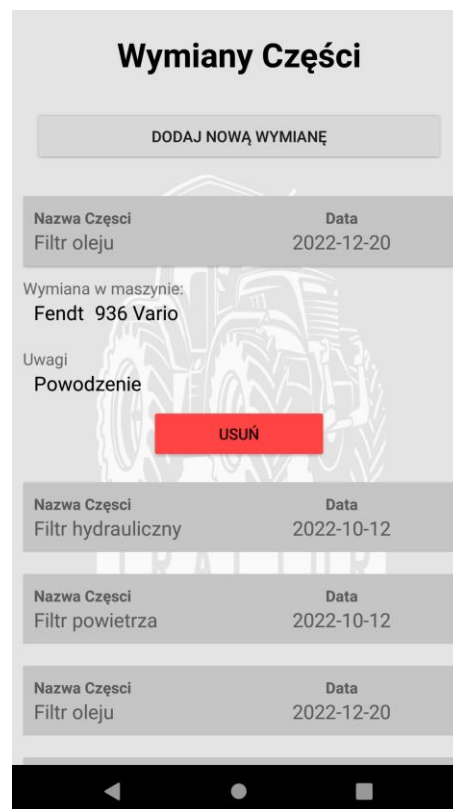 Wymiany Części
DODAJ NOWĄ WYMIANĘ
Nazwa Częsci Data
Filtr oleju 2022-12-20
Wymiana w maszynie:
Fendt 936 Vario
Uwagi
Powodzenie
USUŃ
Nazwa Częsci Data
Filtr hydrauliczny 2022-10-12
Nazwa Częsci Data
Filtr powietrza 2022-10-12
Nazwa Częsci Data
Filtr oleju 2022-12-20